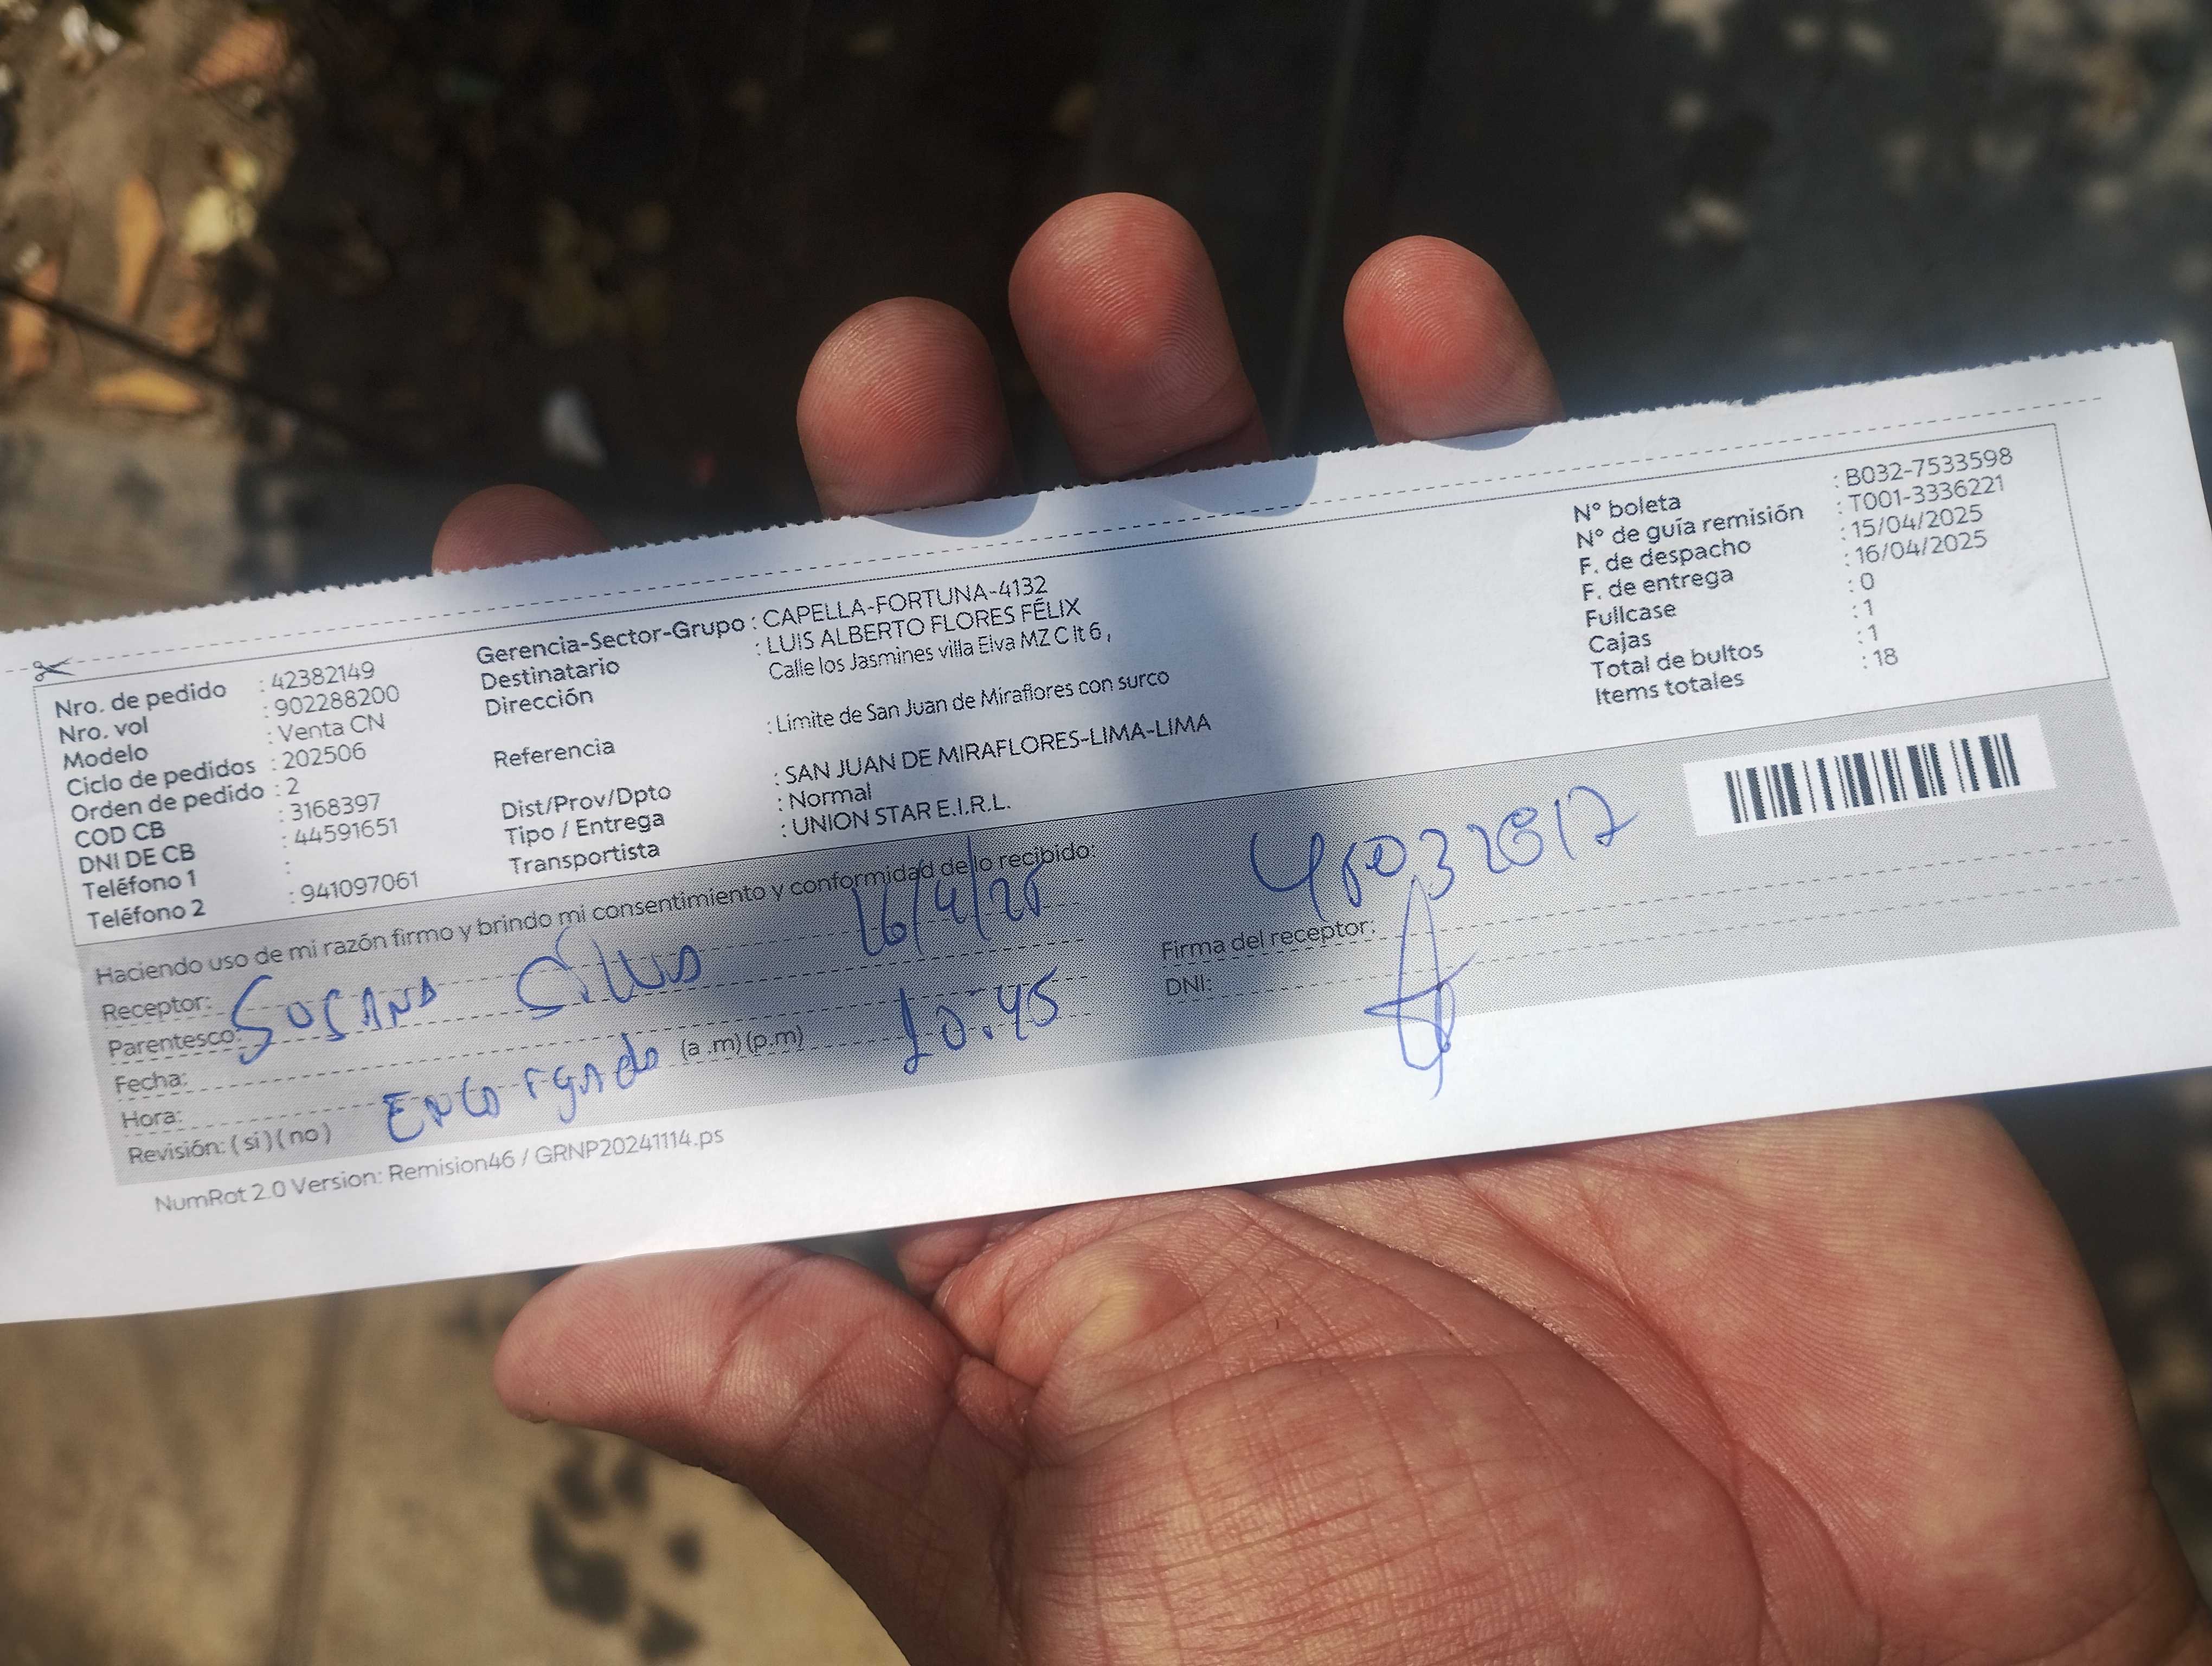 Nro. de pedido : 42382149
Nro. vol : 902288200
Modelo : Venta CN
Ciclo de pedidos : 202506
Orden de pedido : 2
COD CB : 3168397
DNI DE CB : 44591651
Teléfono 1 :
Teléfono 2 : 941097061
Gerencia-Sector-Grupo : CAPELLA-FORTUNA-4132
Destinatario : LUIS ALBERTO FLORES FÉLIX
Dirección Calle los Jasmines villa Elva MZ C lt 6 ,
Referencia : Limite de San Juan de Miraflores con surco
Dist/Prov/Dpto : SAN JUAN DE MIRAFLORES-LIMA-LIMA
Tipo / Entrega : Normal
Transportista : UNION STAR E.I.R.L.
N° boleta : B032-7533598
N° de guía remisión : T001-3336221
F. de despacho : 15/04/2025
F. de entrega : 16/04/2025
Fullcase : 0
Cajas : 1
Total de bultos : 1
Items totales : 18
Haciendo uso de mi razón firmo y brindo mi consentimiento y conformidad de lo recibido:
Receptor: SUSANA 16/4/25
Parentesco:
Fecha:
Hora: (a .m) (p.m) 10:45
Revisión: ( si ) ( no ) Encargado
Firma del receptor:
DNI:
NumRot 2.0 Version: Remision46 / GRNP20241114.ps